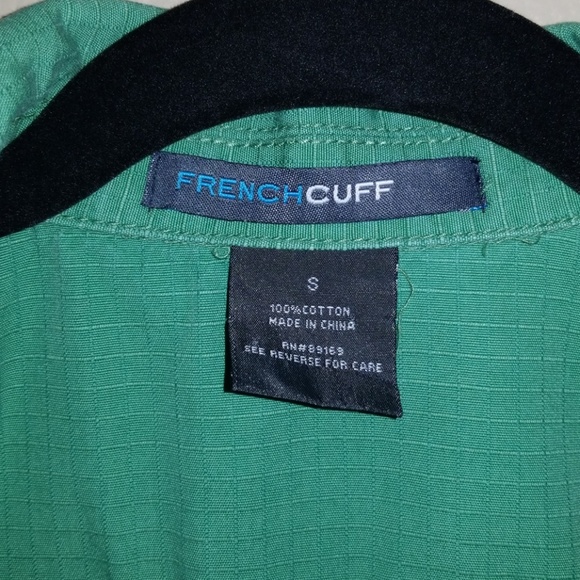 FRENCHCUFF
S
100%COTTON
MADE IN CHINA
RN#89169
SEE REVERSE FOR CARE